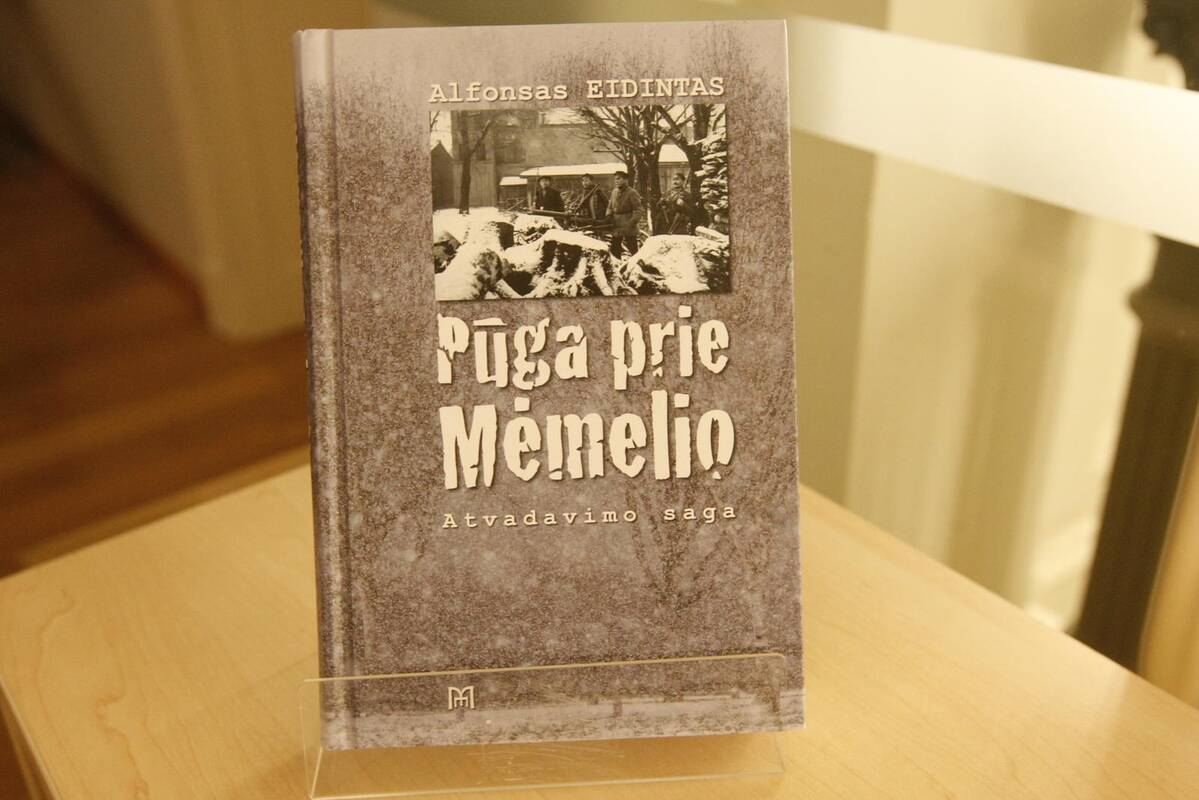 Alfonsas EIDINTAS
Pūga prie
Mėmelio
Atvadavimo saga